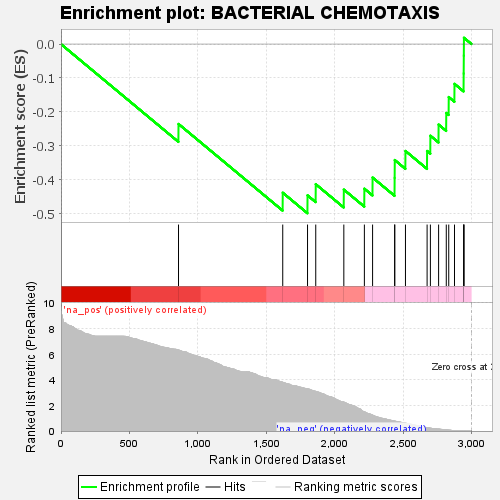 Enrichment plot: BACTERIAL CHEMOTAXIS
Enrichment score (ES)
0.0
-0.1
-0.2
-0.3
-0.4
-0.5
'na_pos' (positively correlated)
Ranked list metric (PreRanked)
10
8
6
4
2
0
Zero cross at
'na_neg' (negatively correlated)
0
500
1,000
1,500
2,000
2,500
3,000
Rank in Ordered Dataset
Enrichment profile
Hits
Ranking metric scores